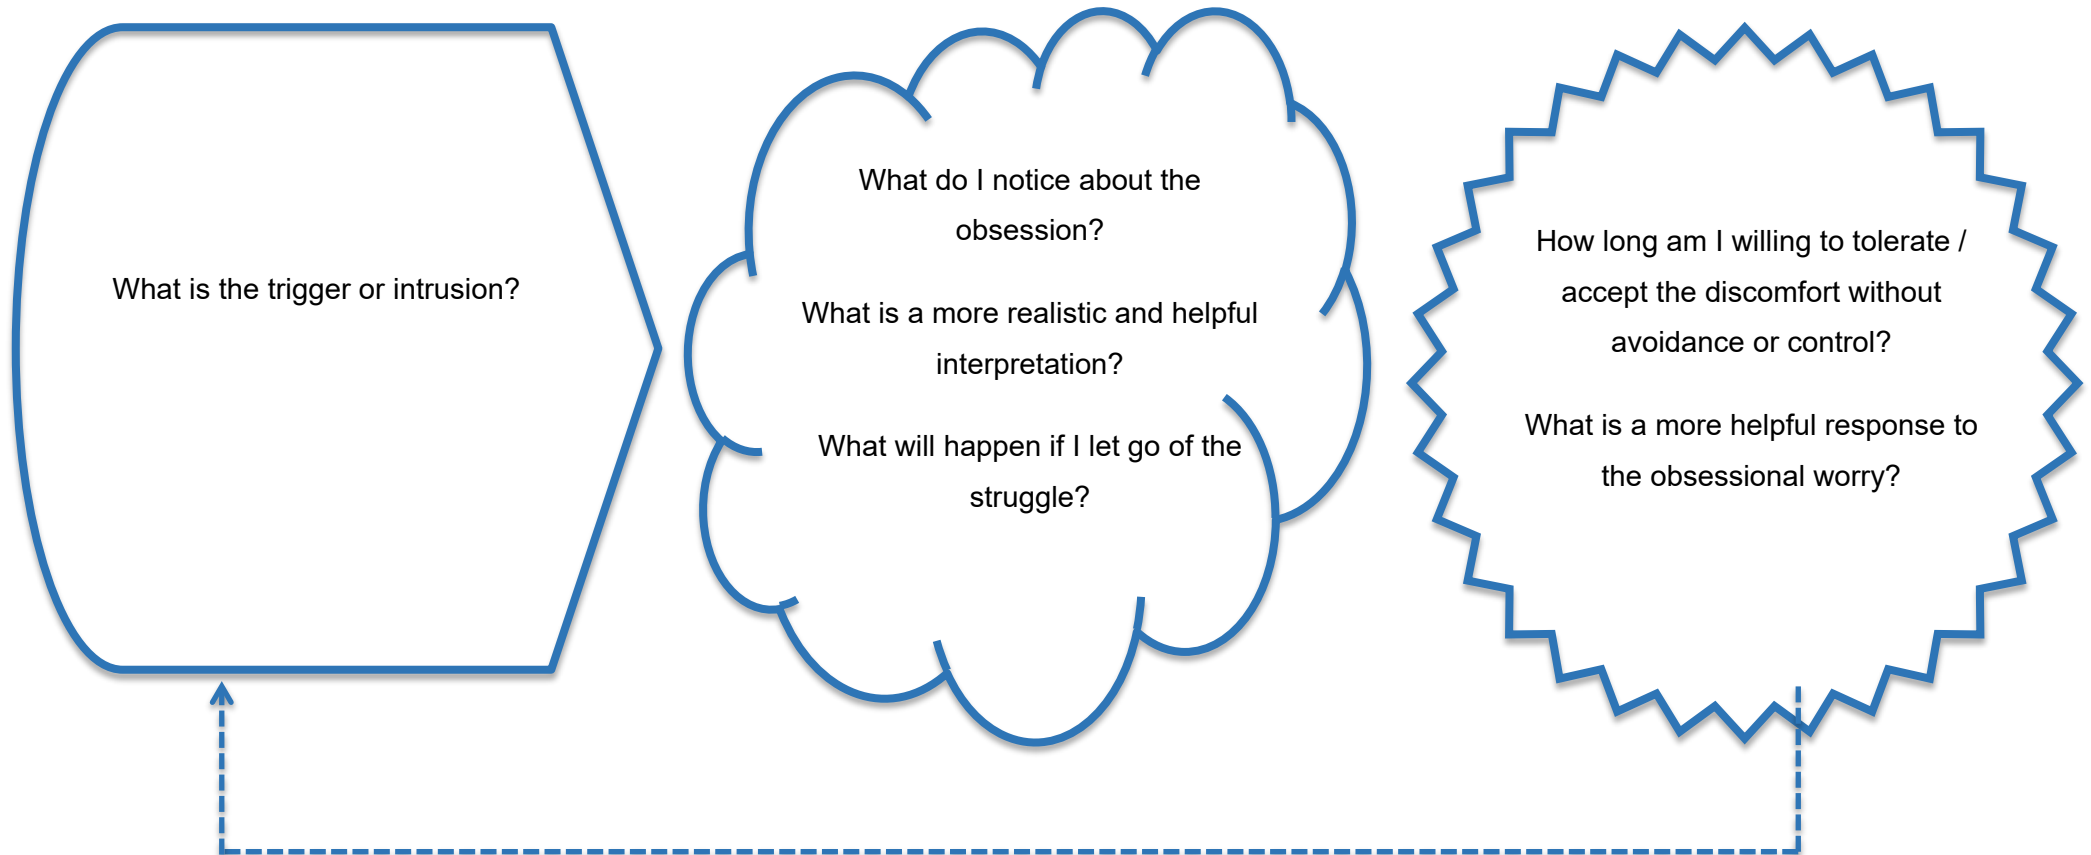 What is the trigger or intrusion?
What do I notice about the
obsession?
What is a more realistic and helpful
interpretation?
What will happen if I let go of the
struggle?
How long am I willing to tolerate /
accept the discomfort without
avoidance or control?
What is a more helpful response to
the obsessional worry?